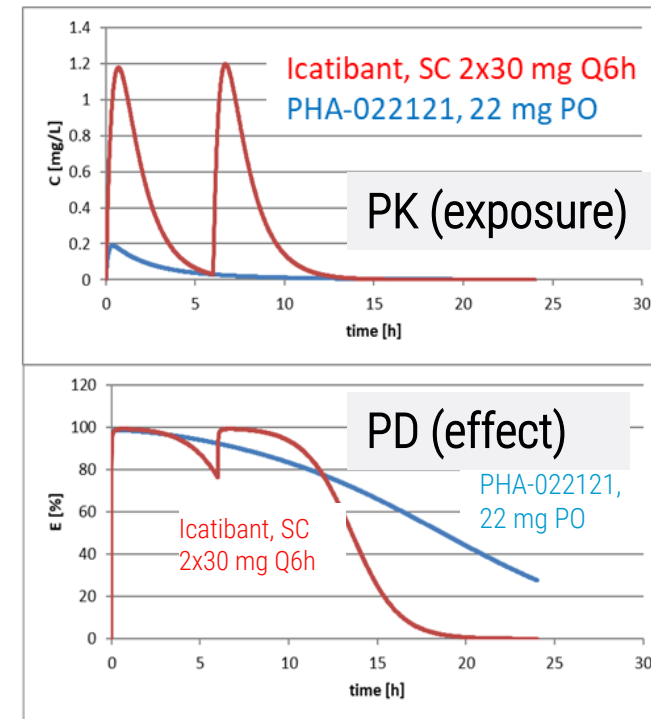 1.4
1.2
1
0.8
0.6
0.4
0.2
0
C [mg/L]
Icatibant, SC 2x30 mg Q6h
PHA-022121, 22 mg PO
PK (exposure)
0 5 10 15 20 25 30
time [h]
120
100
80
60
40
20
0
E [%]
PD (effect)
PHA-022121,
22 mg PO
Icatibant, SC
2x30 mg Q6h
0 5 10 15 20 25 30
time [h]